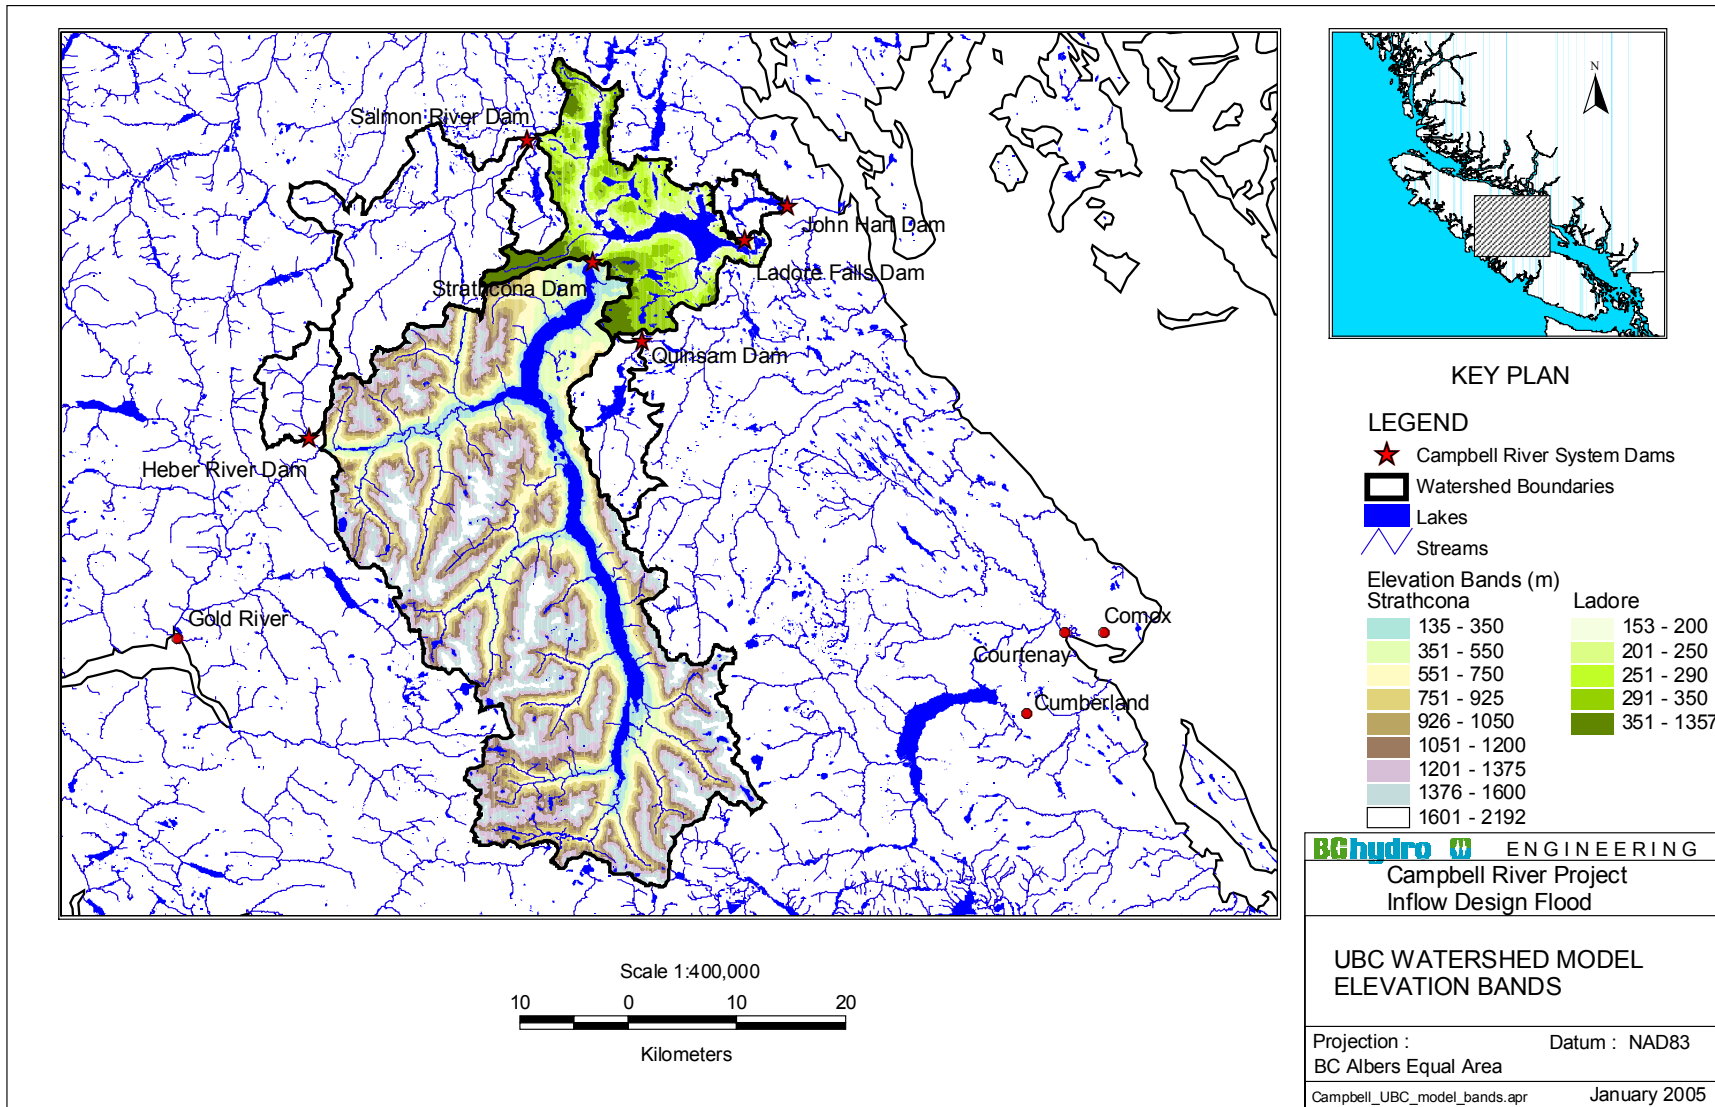 Salmon River Dam
John Hart Dam
Ladore Falls Dam
Strathcona Dam
Quinsam Dam
Heber River Dam
Gold River
Comox
Courtenay
Cumberland
N
KEY PLAN
LEGEND
Campbell River System Dams
Watershed Boundaries
Lakes
Streams
Elevation Bands (m)
Strathcona
135 - 350
351 - 550
551 - 750
751 - 925
926 - 1050
1051 - 1200
1201 - 1375
1376 - 1600
1601 - 2192
Ladore
153 - 200
201 - 250
251 - 290
291 - 350
351 - 1357
Scale 1:400,000
10 0 10 20
Kilometers
BChydro ENGINEERING
Campbell River Project
Inflow Design Flood
UBC WATERSHED MODEL
ELEVATION BANDS
Projection :
BC Albers Equal Area
Datum : NAD83
Campbell_UBC_model_bands.apr
January 2005